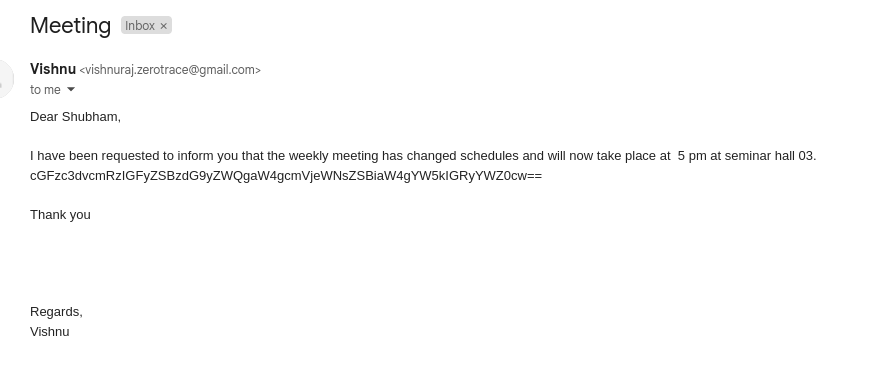 Meeting Inbox ×
Vishnu <vishnuraj.zerotrace@gmail.com>
to me
Dear Shubham,
I have been requested to inform you that the weekly meeting has changed schedules and will now take place at  5 pm at seminar hall 03.
cGFzc3dvcmRzIGFyZSBzdG9yZWQgaW4gcmVjeWNsZSBiaW4gYW5kIGRyYWZ0cw==
Thank you
Regards,
Vishnu